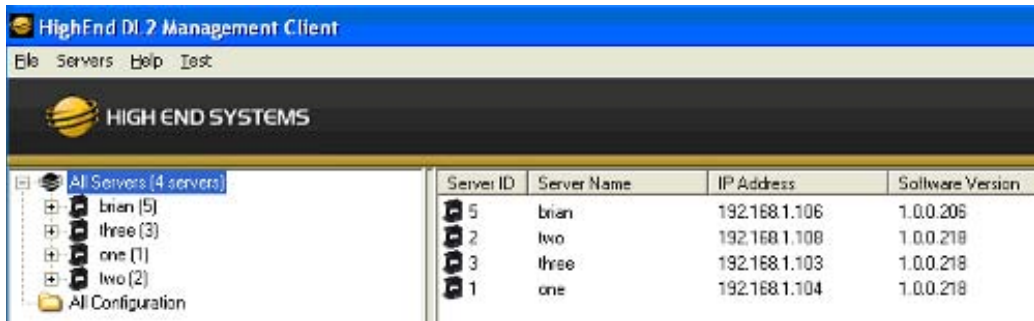 HighEnd DL2 Management Client
File Servers Help Test
HIGH END SYSTEMS
All Servers (4 servers)
brian (5)
three (3)
one (1)
two (2)
All Configuration
Server ID Server Name IP Address Software Version
5 brian 192.168.1.106 1.0.0.206
2 two 192.168.1.108 1.0.0.218
3 three 192.168.1.103 1.0.0.218
1 one 192.168.1.104 1.0.0.218